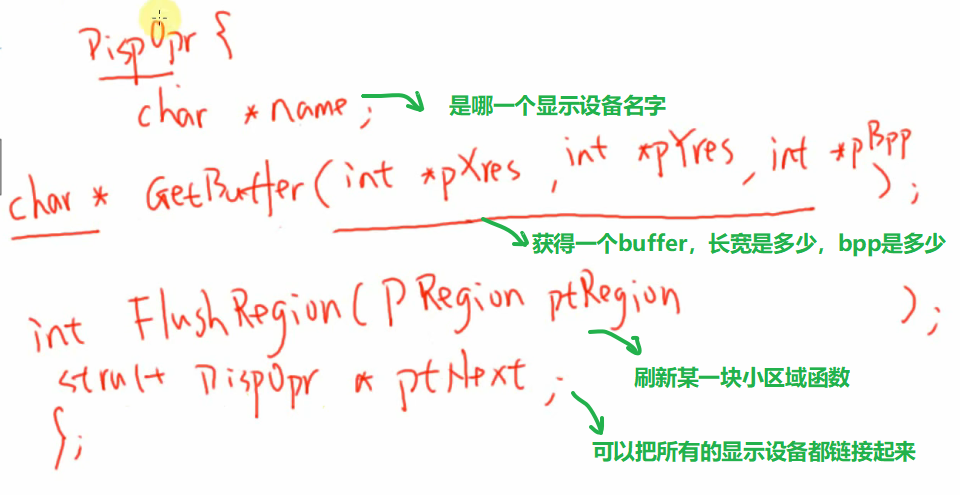 DispOpr {
char *name; 是哪一个显示设备名字
char * GetBuffer(int *pXres, int *pYres, int *pBpp);
获得一个buffer，长宽是多少，bpp是多少
int FlushRegion(PRegion ptRegion );
刷新某一块小区域函数
struct DispOpr * ptNext;
};
可以把所有的显示设备都链接起来